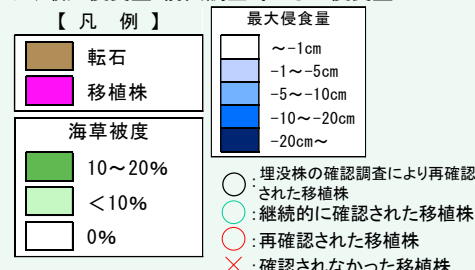 【 凡 例 】
転石
移植株
海草被度
10～20%
＜10%
0%
最大侵食量
～-1cm
-1～-5cm
-5～-10cm
-10～-20cm
-20cm～
：埋没株の確認調査により再確認
された移植株
：継続的に確認された移植株
：再確認された移植株
：確認されなかった移植株